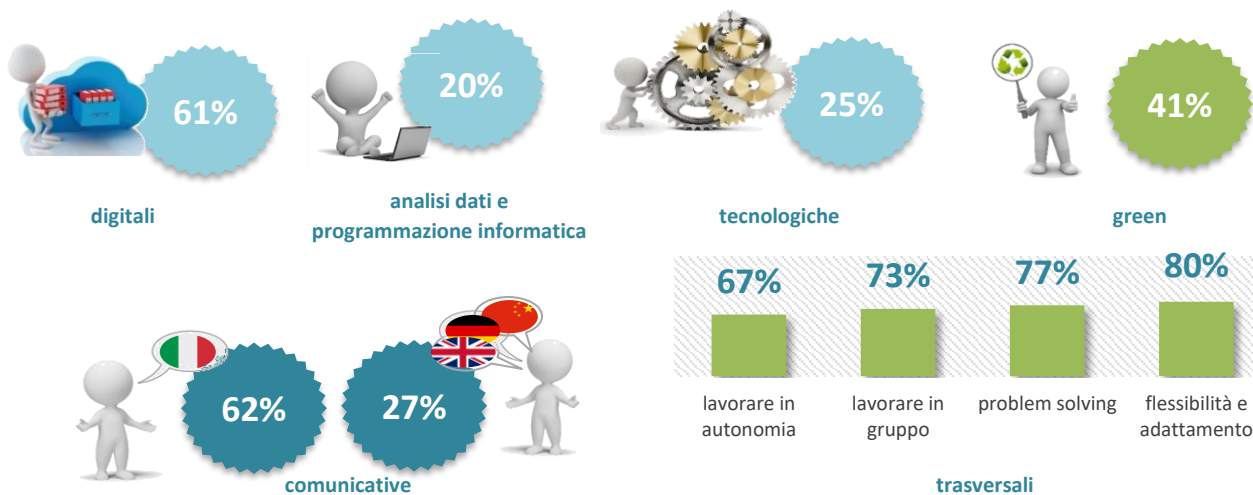 61%
20%
25%
41%
digitali
analisi dati e
programmazione informatica
tecnologiche
green
62%
27%
comunicative
67%
73%
77%
80%
lavorare in
autonomia
lavorare in
gruppo
problem solving
flessibilità e
adattamento
trasversali